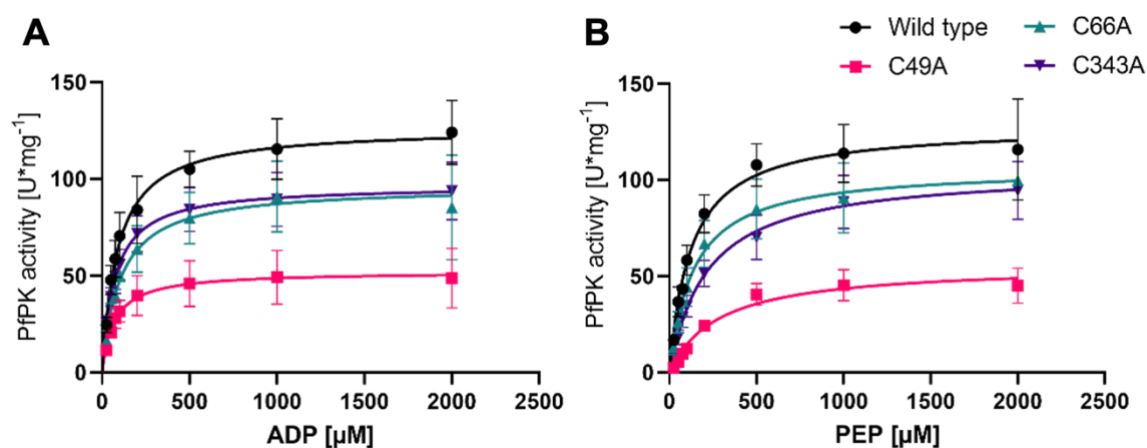 A
B
Wild type
C66A
C49A
C343A
PfPK activity [U*mg⁻¹]
150
100
50
0
0 500 1000 1500 2000 2500
ADP [µM]
PfPK activity [U*mg⁻¹]
150
100
50
0
0 500 1000 1500 2000 2500
PEP [µM]